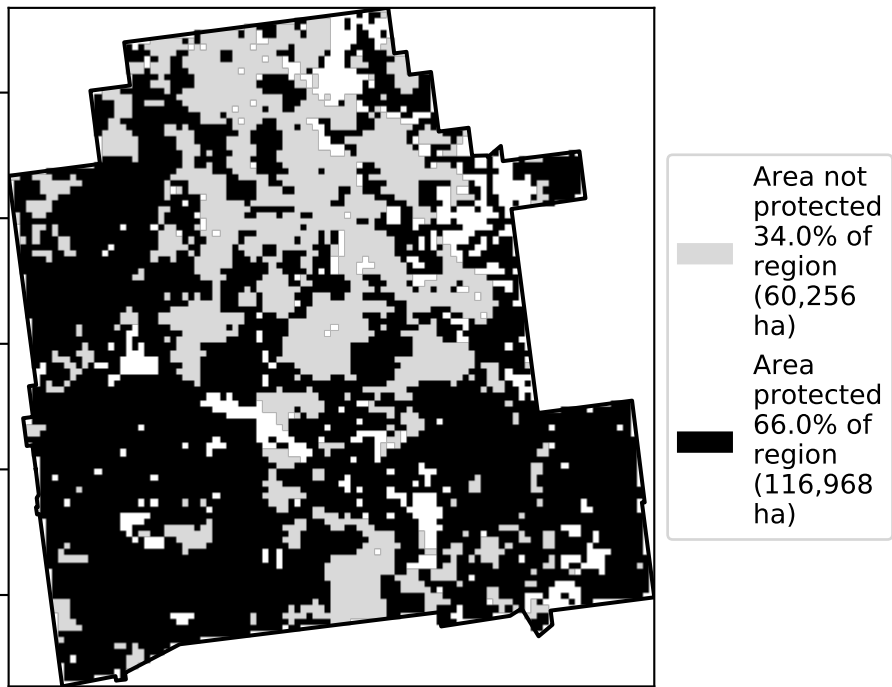 Area not
protected
34.0% of
region
(60,256
ha)
Area
protected
66.0% of
region
(116,968
ha)